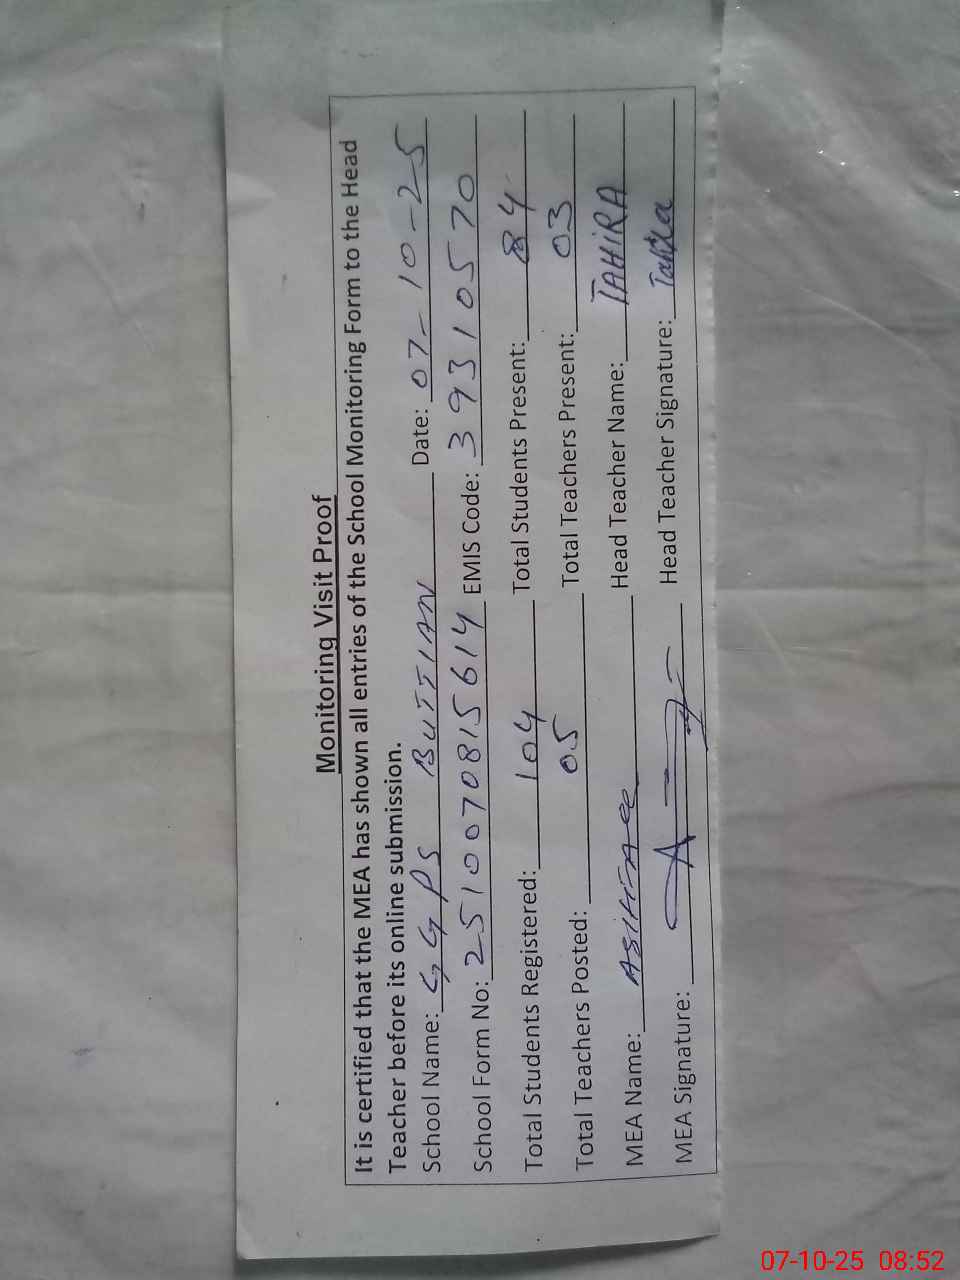 Monitoring Visit Proof
It is certified that the MEA has shown all entries of the School Monitoring Form to the Head
Teacher before its online submission.
School Name: GGPS BUTTIAN Date: 07-10-25
School Form No: 2510070815614 EMIS Code: 39310570
Total Students Registered: 104 Total Students Present: 84
Total Teachers Posted: 05 Total Teachers Present: 03
MEA Name: Head Teacher Name: TAHiRA
MEA Signature: Head Teacher Signature: Tahira
07-10-25 08:52